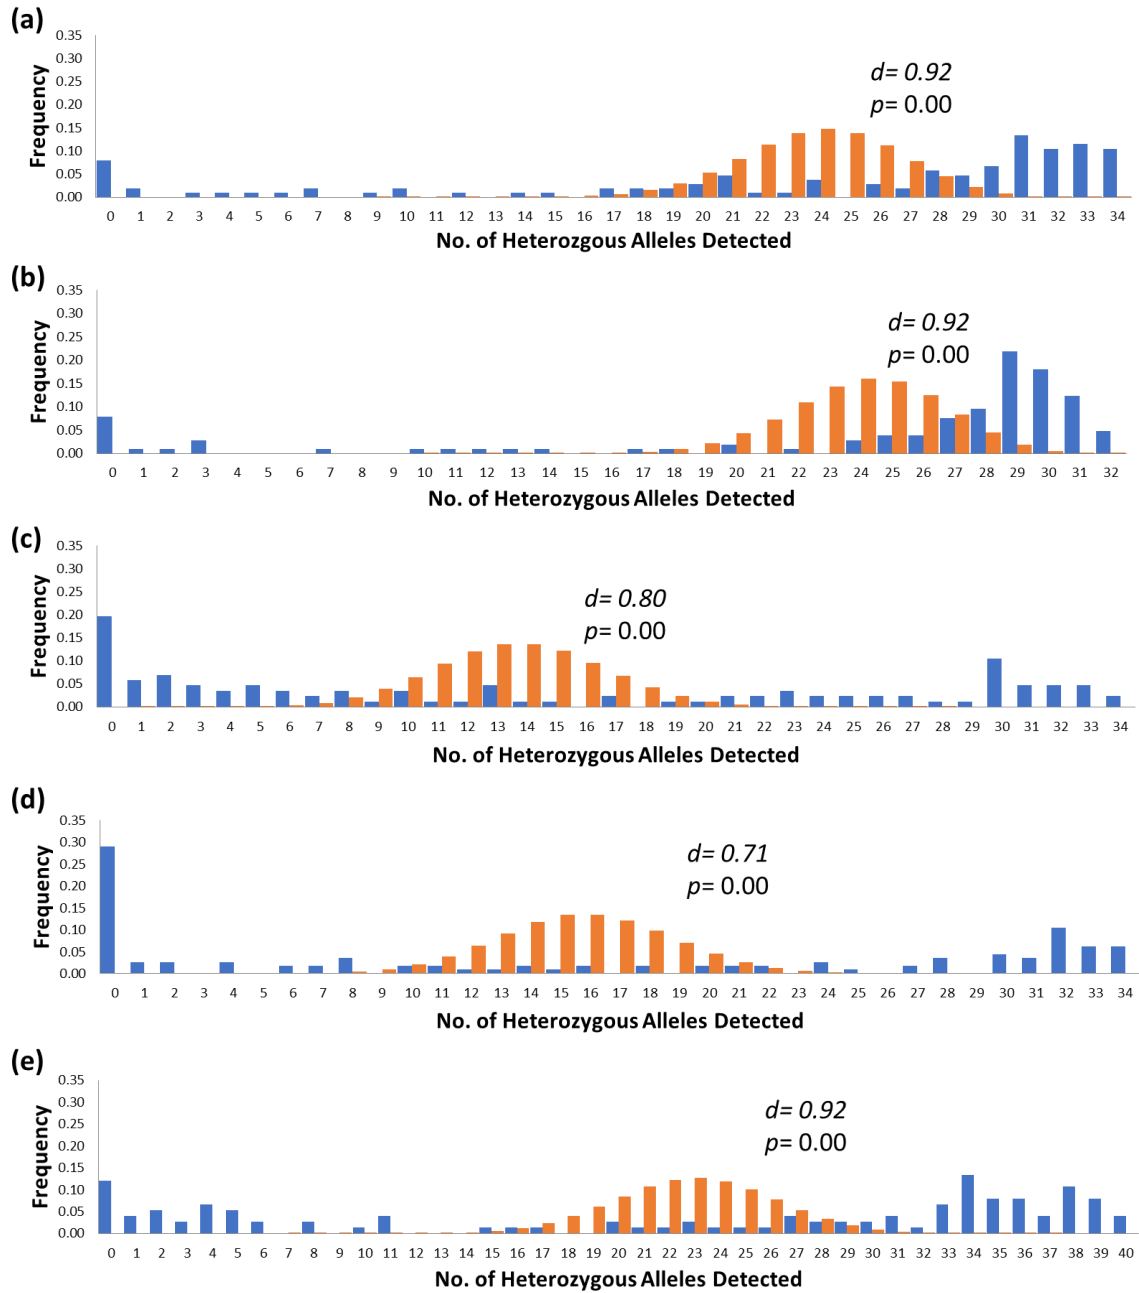 (a)
0.35
0.30
0.25
0.20
0.15
0.10
0.05
0.00
Frequency
d= 0.92
p= 0.00
0 1 2 3 4 5 6 7 8 9 10 11 12 13 14 15 16 17 18 19 20 21 22 23 24 25 26 27 28 29 30 31 32 33 34
No. of Heterozgous Alleles Detected
(b)
0.35
0.30
0.25
0.20
0.15
0.10
0.05
0.00
Frequency
d= 0.92
p= 0.00
0 1 2 3 4 5 6 7 8 9 10 11 12 13 14 15 16 17 18 19 20 21 22 23 24 25 26 27 28 29 30 31 32
No. of Heterozygous Alleles Detected
(c)
0.35
0.30
0.25
0.20
0.15
0.10
0.05
0.00
Frequency
d= 0.80
p= 0.00
0 1 2 3 4 5 6 7 8 9 10 11 12 13 14 15 16 17 18 19 20 21 22 23 24 25 26 27 28 29 30 31 32 33 34
No. of Heterozygous Alleles Detected
(d)
0.35
0.30
0.25
0.20
0.15
0.10
0.05
0.00
Frequency
d= 0.71
p= 0.00
0 1 2 3 4 5 6 7 8 9 10 11 12 13 14 15 16 17 18 19 20 21 22 23 24 25 26 27 28 29 30 31 32 33 34
No. of Heterozygous Alleles Detected
(e)
0.35
0.30
0.25
0.20
0.15
0.10
0.05
0.00
Frequency
d= 0.92
p= 0.00
0 1 2 3 4 5 6 7 8 9 10 11 12 13 14 15 16 17 18 19 20 21 22 23 24 25 26 27 28 29 30 31 32 33 34 35 36 37 38 39 40
No. of Heterozygous Alleles Detected